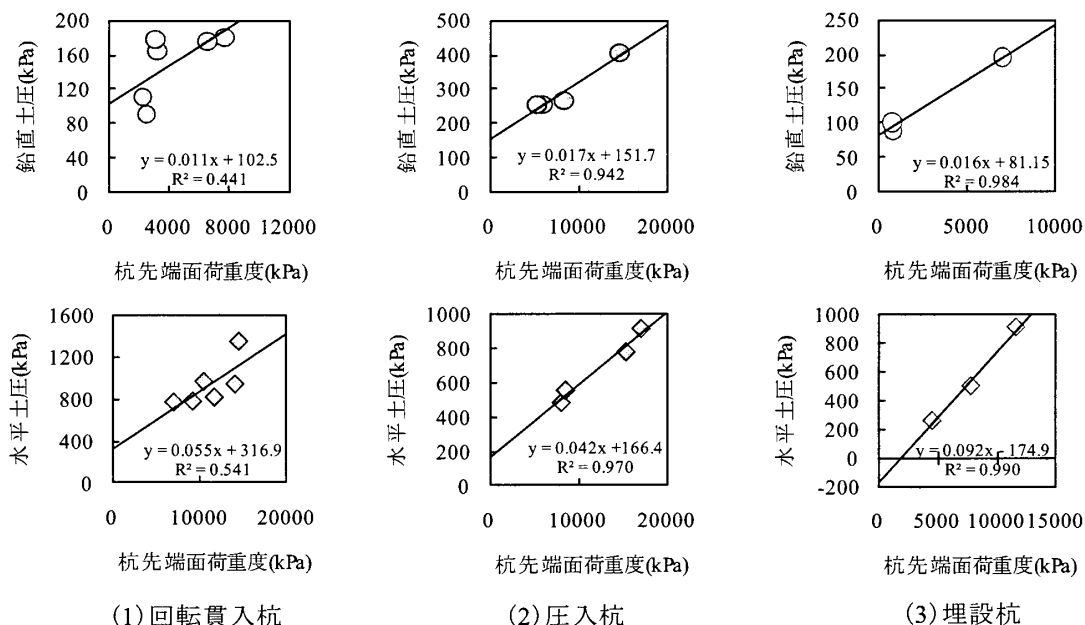 鉛直土圧(kPa)
200
160
120
80
40
0
y = 0.011x + 102.5
R² = 0.441
0 4000 8000 12000
杭先端面荷重度(kPa)
鉛直土圧(kPa)
500
400
300
200
100
0
y = 0.017x + 151.7
R² = 0.942
0 10000 20000
杭先端面荷重度(kPa)
鉛直土圧(kPa)
250
200
150
100
50
0
y = 0.016x + 81.15
R² = 0.984
0 5000 10000
杭先端面荷重度(kPa)
水平土圧(kPa)
1600
1200
800
400
0
y = 0.055x + 316.9
R² = 0.541
0 10000 20000
杭先端面荷重度(kPa)
(1)回転貫入杭
水平土圧(kPa)
1000
800
600
400
200
0
y = 0.042x +166.4
R² = 0.970
0 10000 20000
杭先端面荷重度(kPa)
(2)圧入杭
水平土圧(kPa)
1000
800
600
400
200
0
-200
y = 0.092x - 174.9
R² = 0.990
0 5000 10000 15000
杭先端面荷重度(kPa)
(3)埋設杭